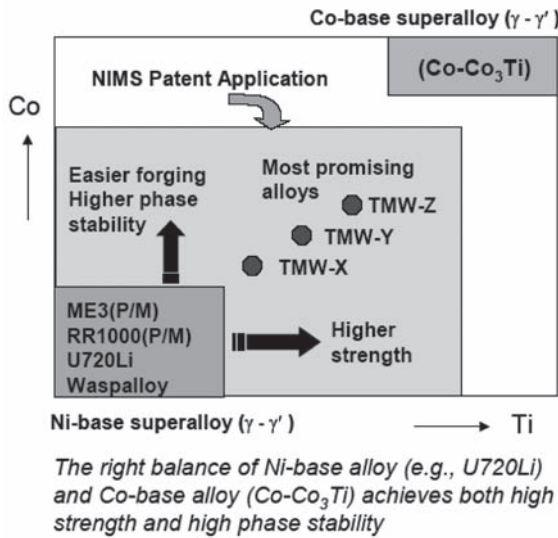 Co-base superalloy (γ - γ′)
(Co-Co₃Ti)
NIMS Patent Application
Co
Easier forging
Higher phase
stability
Most promising
alloys
TMW-Z
TMW-Y
TMW-X
ME3(P/M)
RR1000(P/M)
U720Li
Waspalloy
Higher
strength
Ni-base superalloy (γ - γ′)
Ti
The right balance of Ni-base alloy (e.g., U720Li)
and Co-base alloy (Co-Co₃Ti) achieves both high
strength and high phase stability